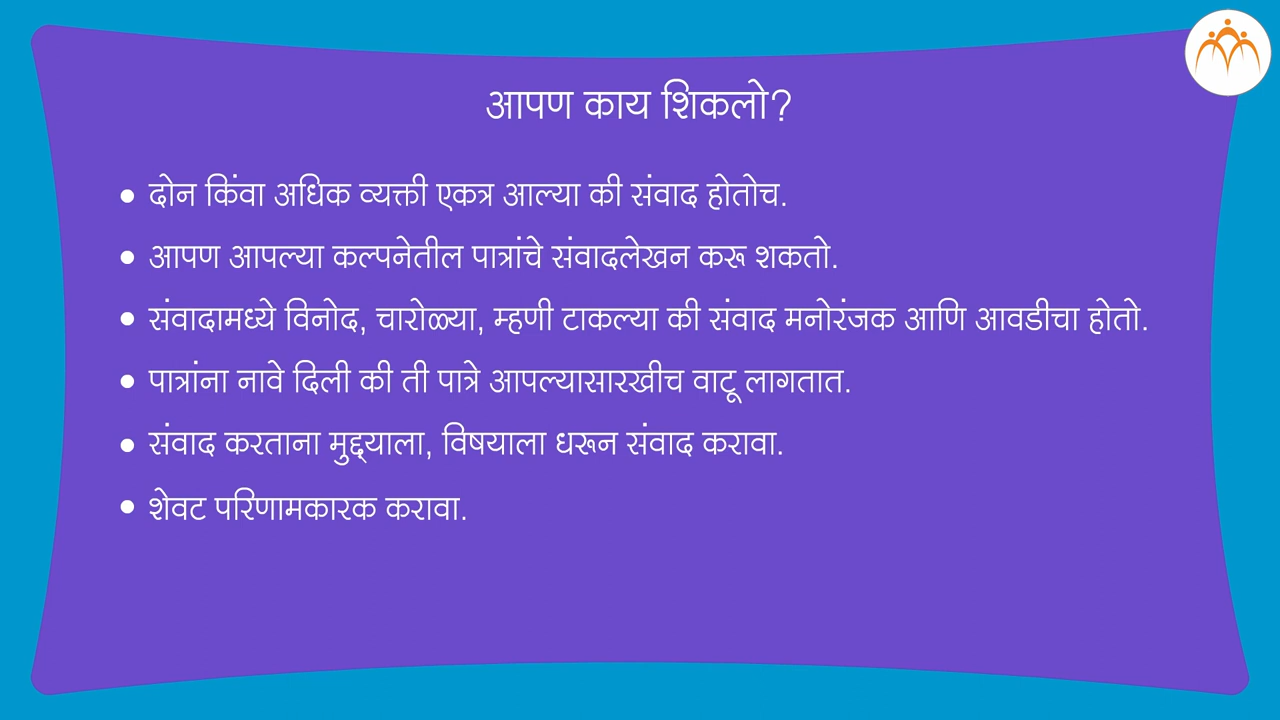 आपण काय शिकलो?
• दोन किंवा अधिक व्यक्ती एकत्र आल्या की संवाद होतोच.
• आपण आपल्या कल्पनेतील पात्रांचे संवादलेखन करू शकतो.
• संवादामध्ये विनोद, चारोळ्या, म्हणी टाकल्या की संवाद मनोरंजक आणि आवडीचा होतो.
• पात्रांना नावे दिली की ती पात्रे आपल्यासारखीच वाटू लागतात.
• संवाद करताना मुद्द्याला, विषयाला धरून संवाद करावा.
• शेवट परिणामकारक करावा.